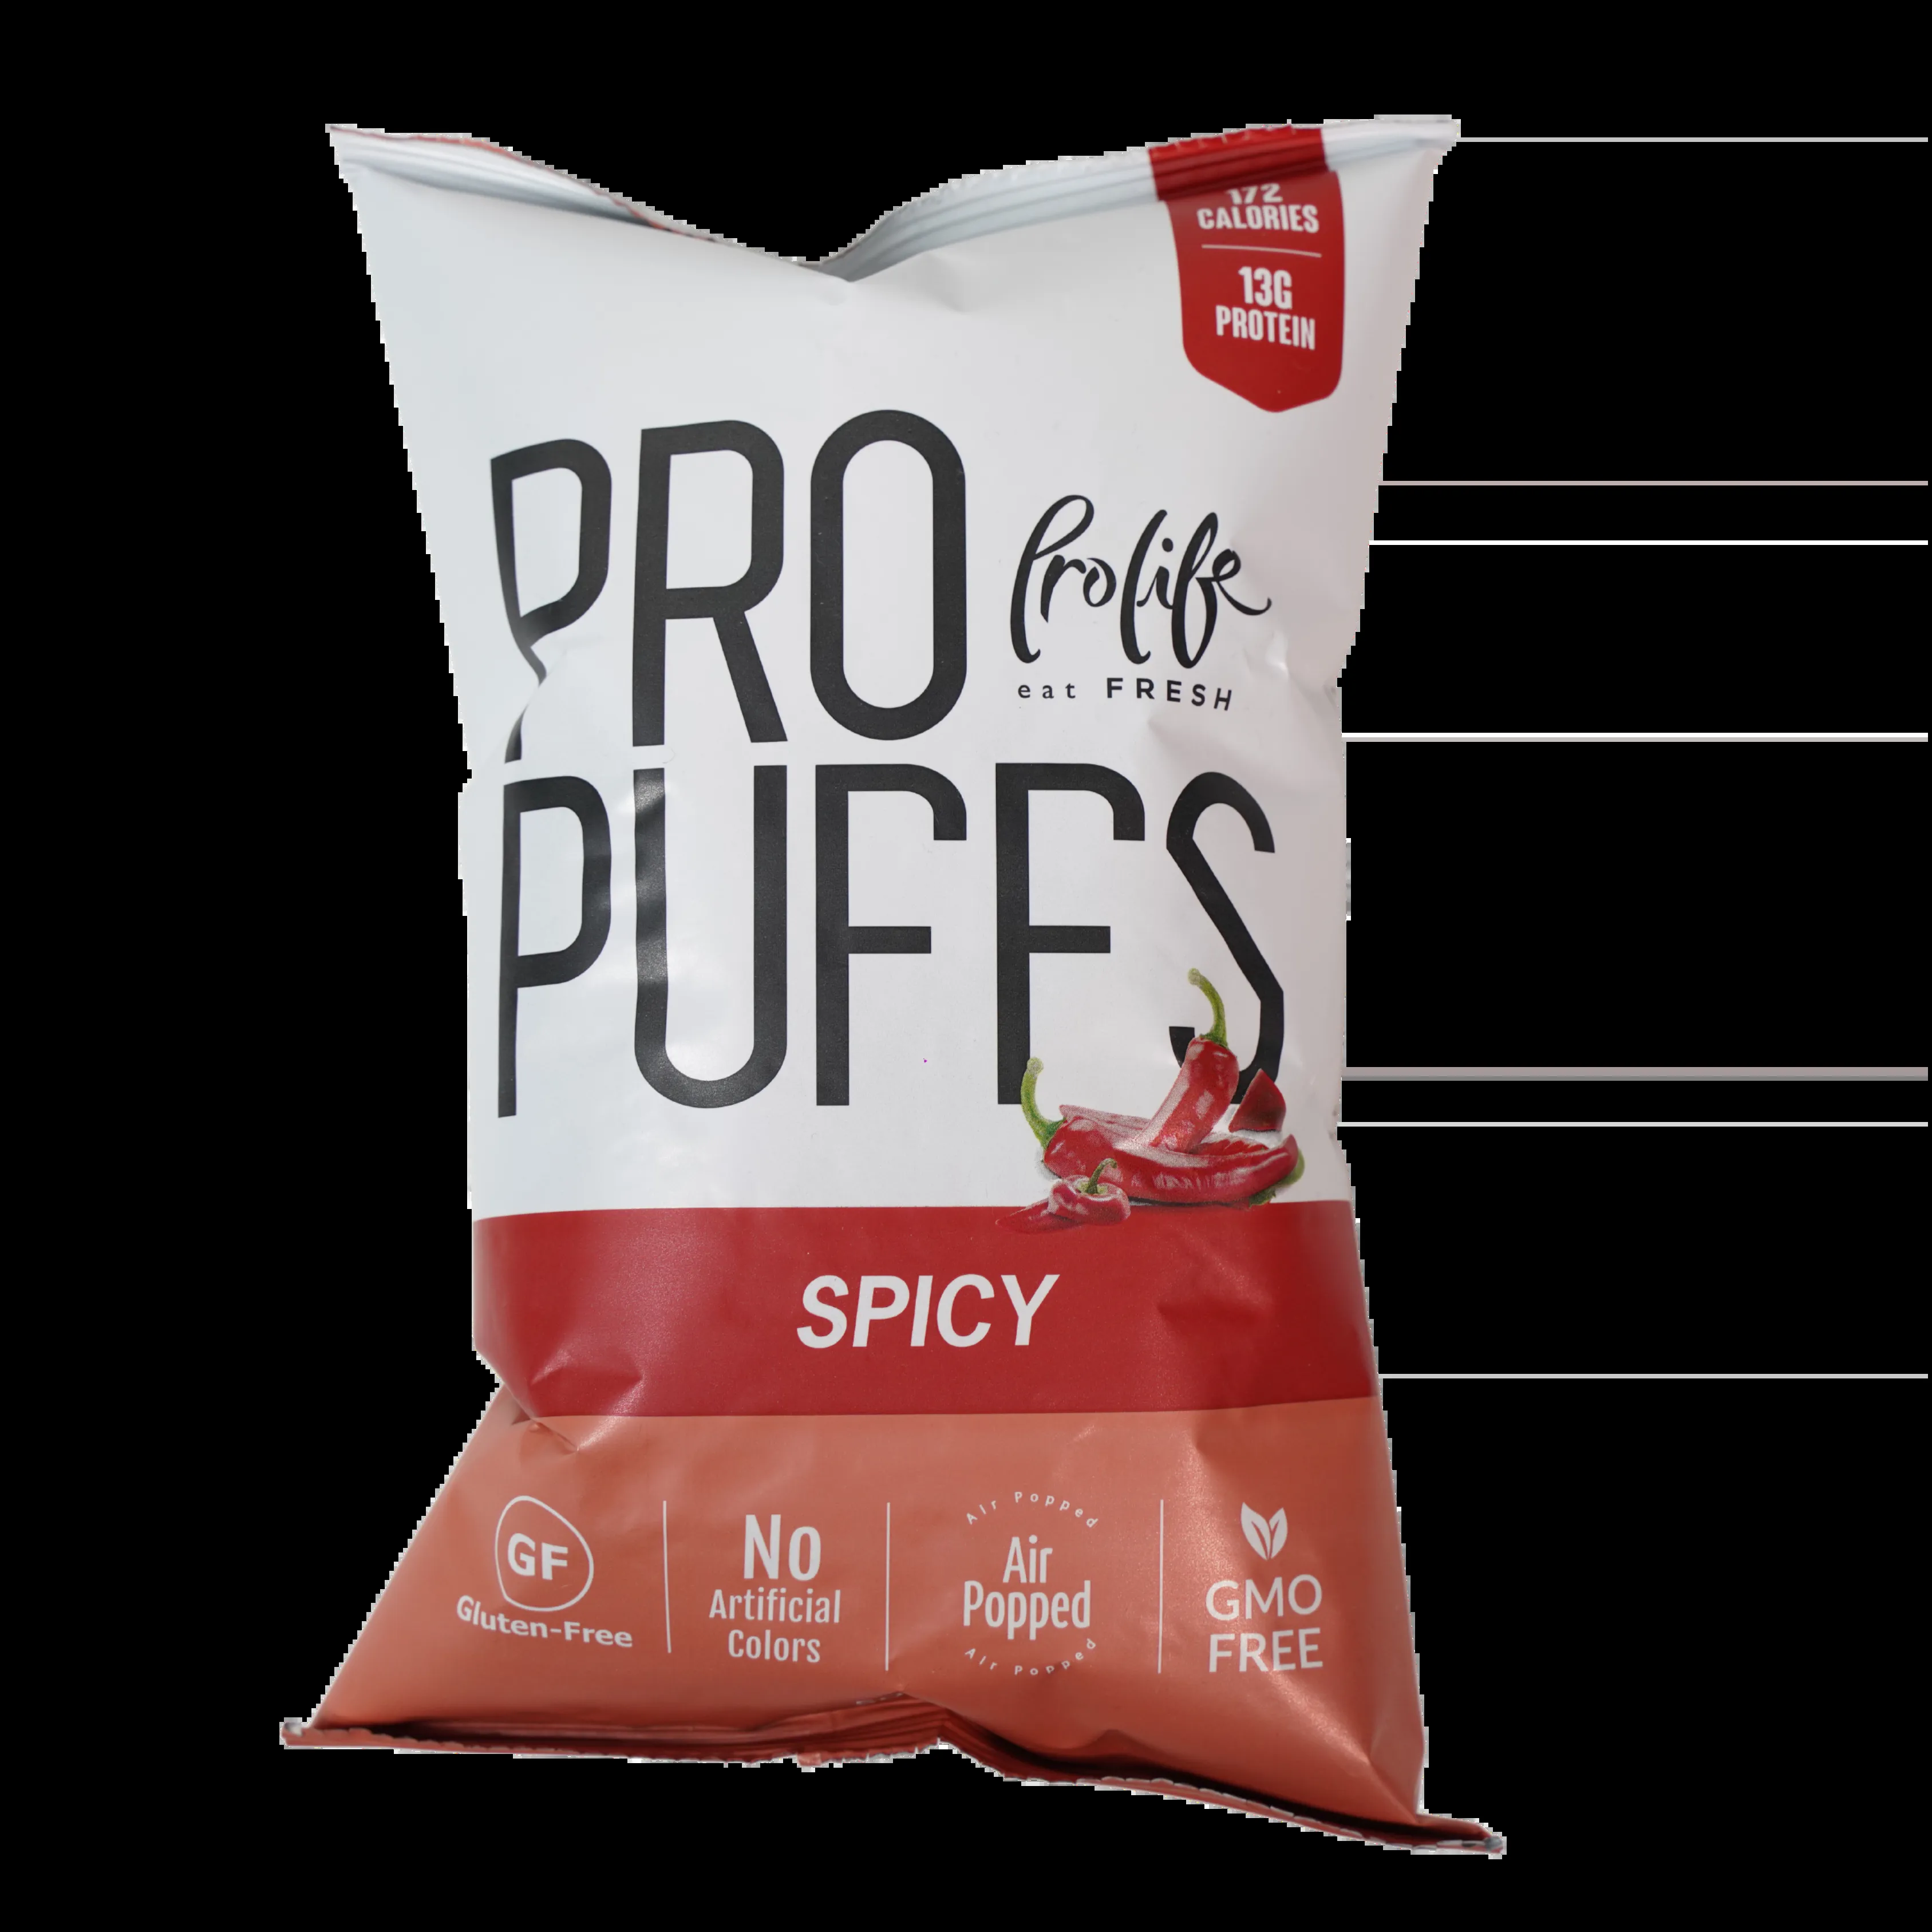 172
CALORIES
13G
PROTEIN
PRO
Prolife
eat FRESH
PUFFS
SPICY
GF
Gluten-Free
No
Artificial
Colors
Air Popped
Air
Popped
Air Popped
GMO
FREE